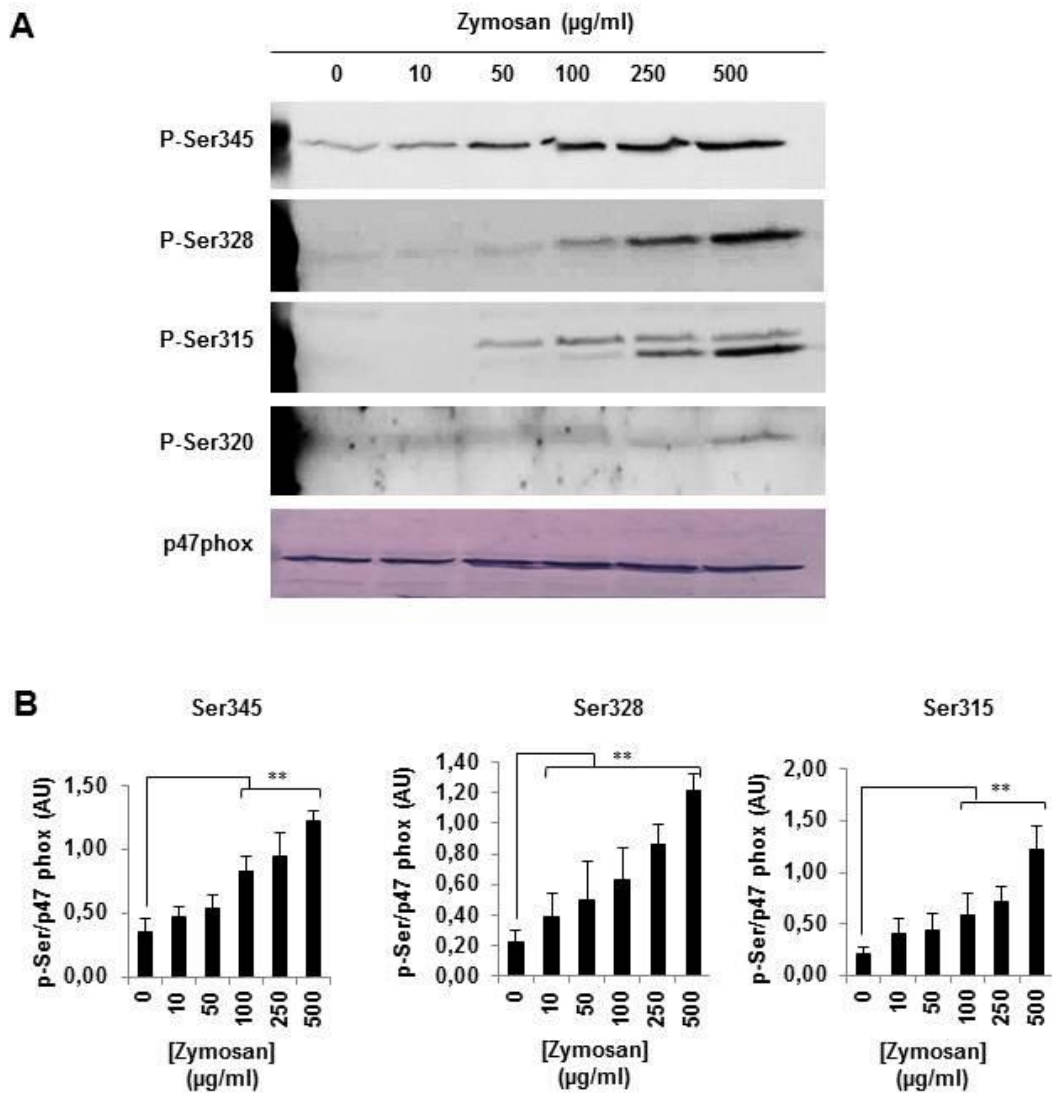 A
Zymosan (µg/ml)
0 10 50 100 250 500
P-Ser345
P-Ser328
P-Ser315
P-Ser320
p47phox
B
Ser345
p-Ser/p47 phox (AU)
1,50
1,00
0,50
0,00
**
0 10 50 100 250 500
[Zymosan]
(µg/ml)
Ser328
p-Ser/p47 phox (AU)
1,40
1,20
1,00
0,80
0,60
0,40
0,20
0,00
**
0 10 50 100 250 500
[Zymosan]
(µg/ml)
Ser315
p-Ser/p47 phox (AU)
2,00
1,50
1,00
0,50
0,00
**
0 10 50 100 250 500
[Zymosan]
(µg/ml)